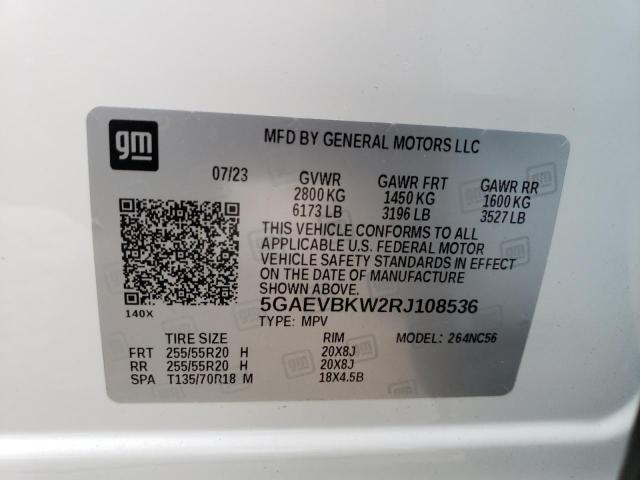 gm
MFD BY GENERAL MOTORS LLC
07/23 GVWR GAWR FRT GAWR RR
2800 KG 1450 KG 1600 KG
6173 LB 3196 LB 3527 LB
THIS VEHICLE CONFORMS TO ALL
APPLICABLE U.S. FEDERAL MOTOR
VEHICLE SAFETY STANDARDS IN EFFECT
ON THE DATE OF MANUFACTURE
SHOWN ABOVE.
140X
5GAEVBKW2RJ108536
TYPE: MPV MODEL: 264NC56
TIRE SIZE RIM
FRT 255/55R20 H 20X8J
RR 255/55R20 H 20X8J
SPA T135/70R18 M 18X4.5B